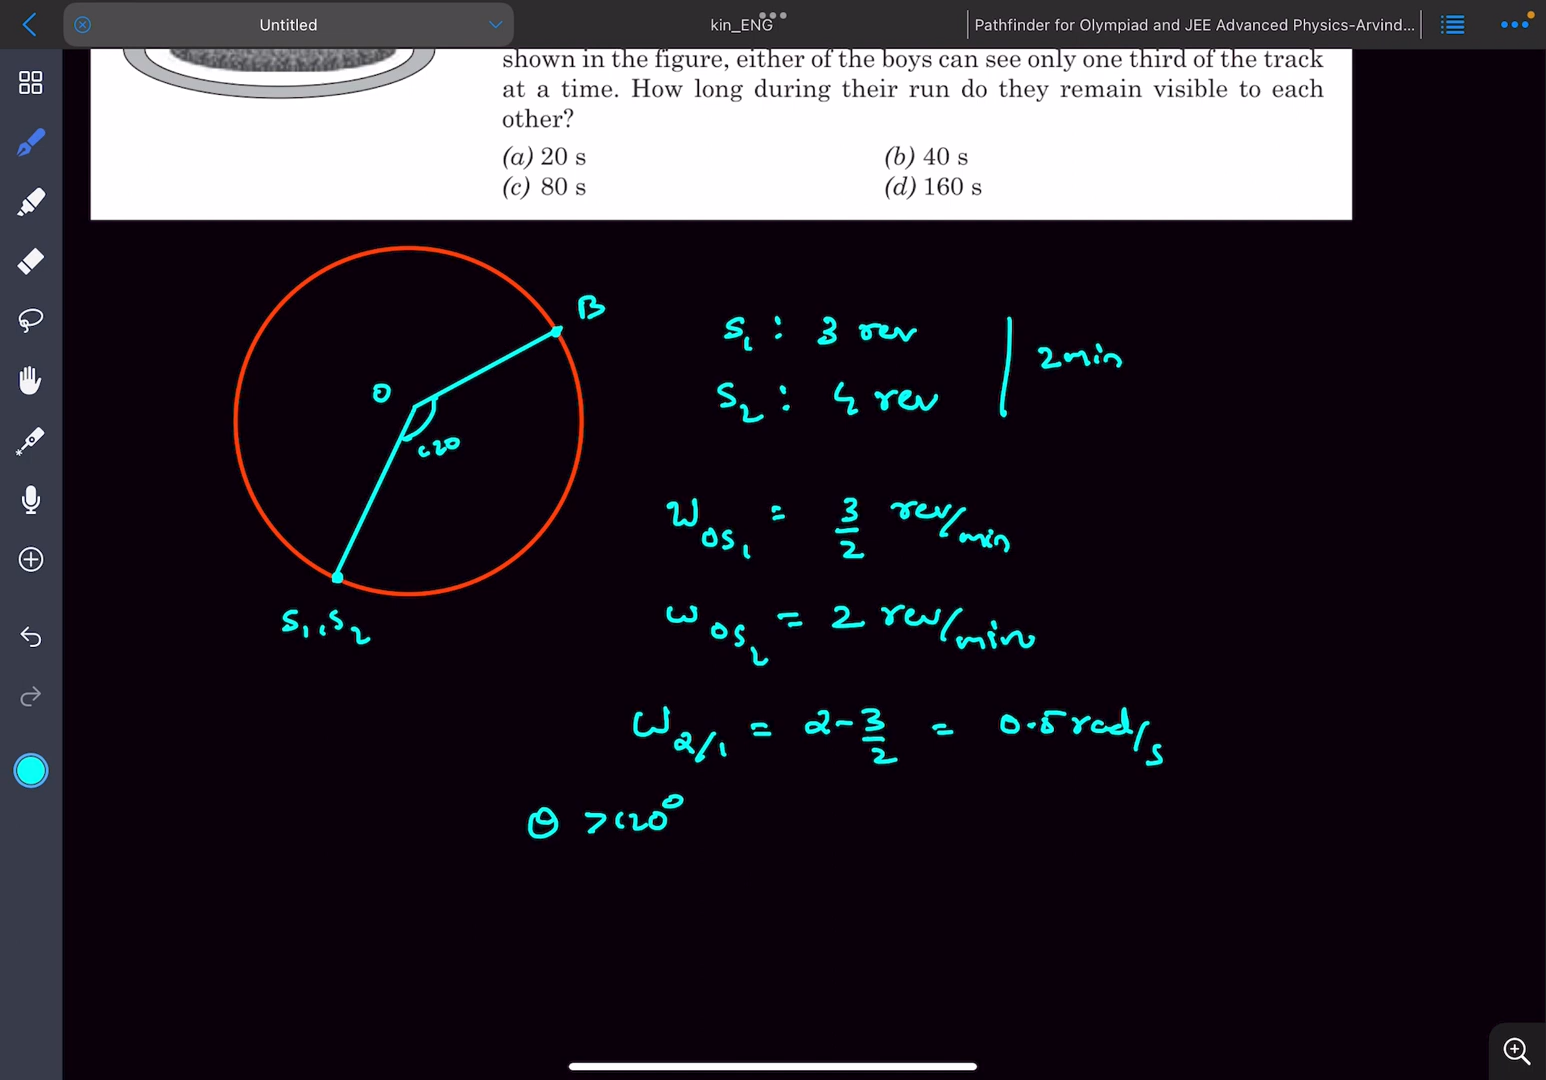 Untitled
kin_ENG
Pathfinder for Olympiad and JEE Advanced Physics-Arvind...
shown in the figure, either of the boys can see only one third of the track
at a time. How long during their run do they remain visible to each
other?
(a) 20 s
(b) 40 s
(c) 80 s
(d) 160 s
B
O
120
S₁, S₂
S₁ : 3 rev
S₂ : 4 rev
2 min
ω_OS₁ = 3/2 rev/min
ω_OS₂ = 2 rev/min
ω_2/1 = 2 - 3/2 = 0.5 rad/s
θ > 120°